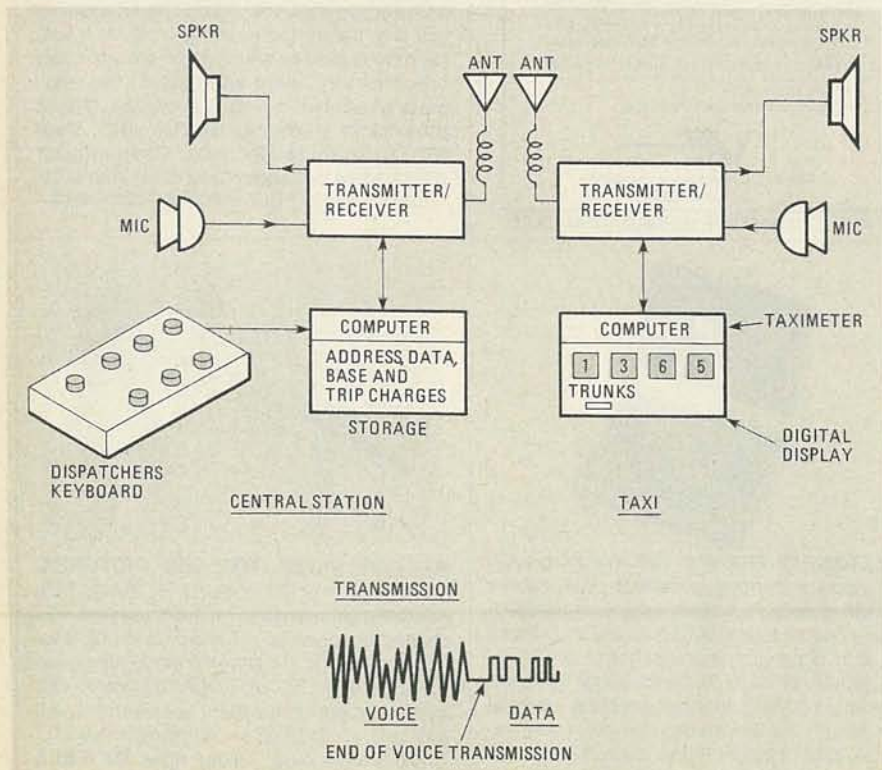 SPKR
ANT
ANT
SPKR
TRANSMITTER/
RECEIVER
TRANSMITTER/
RECEIVER
MIC
MIC
COMPUTER
ADDRESS, DATA,
BASE AND
TRIP CHARGES
STORAGE
COMPUTER
1 3 6 5
TRUNKS
TAXIMETER
DIGITAL
DISPLAY
DISPATCHERS
KEYBOARD
CENTRAL STATION
TAXI
TRANSMISSION
VOICE
DATA
END OF VOICE TRANSMISSION